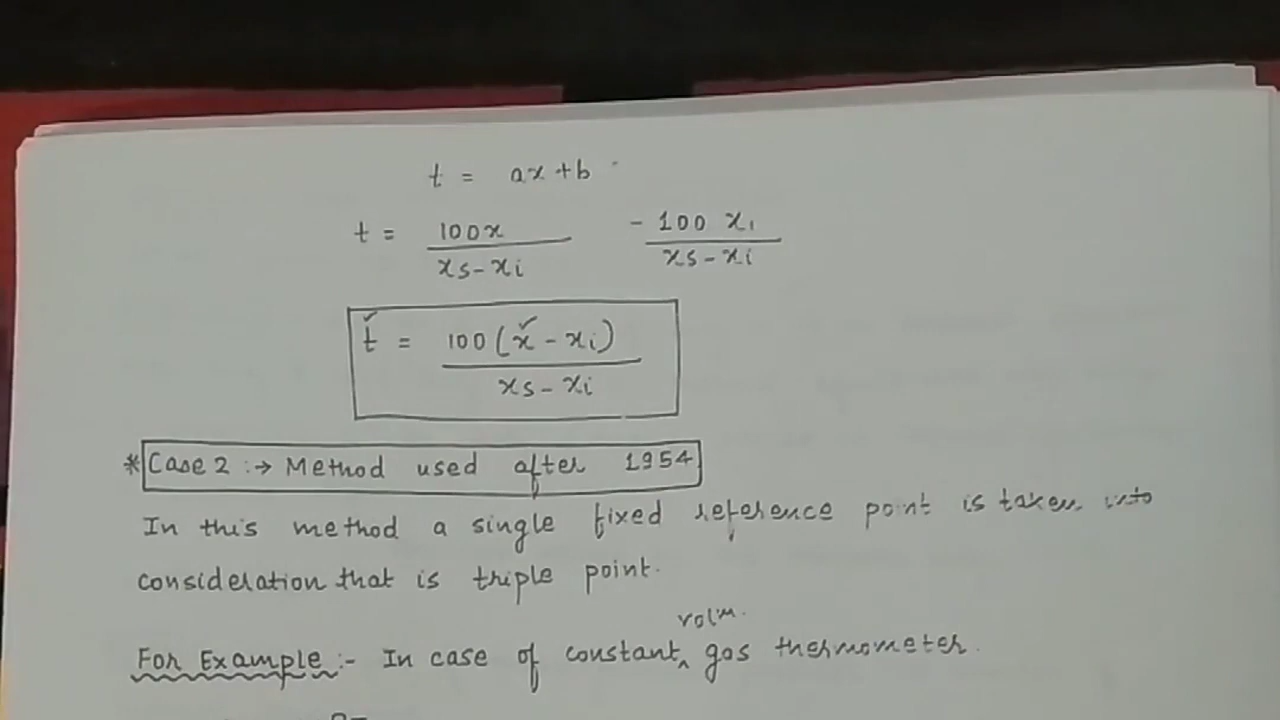 t = ax+b
t = 100x / xs-xi - 100 xi / xs-xi
t = 100(x-xi) / xs-xi
*Case 2 :→ Method used after 1954
In this method a single fixed reference point is taken into
consideration that is triple point.
volm.
For Example:- In case of constant^ gas thermometer.